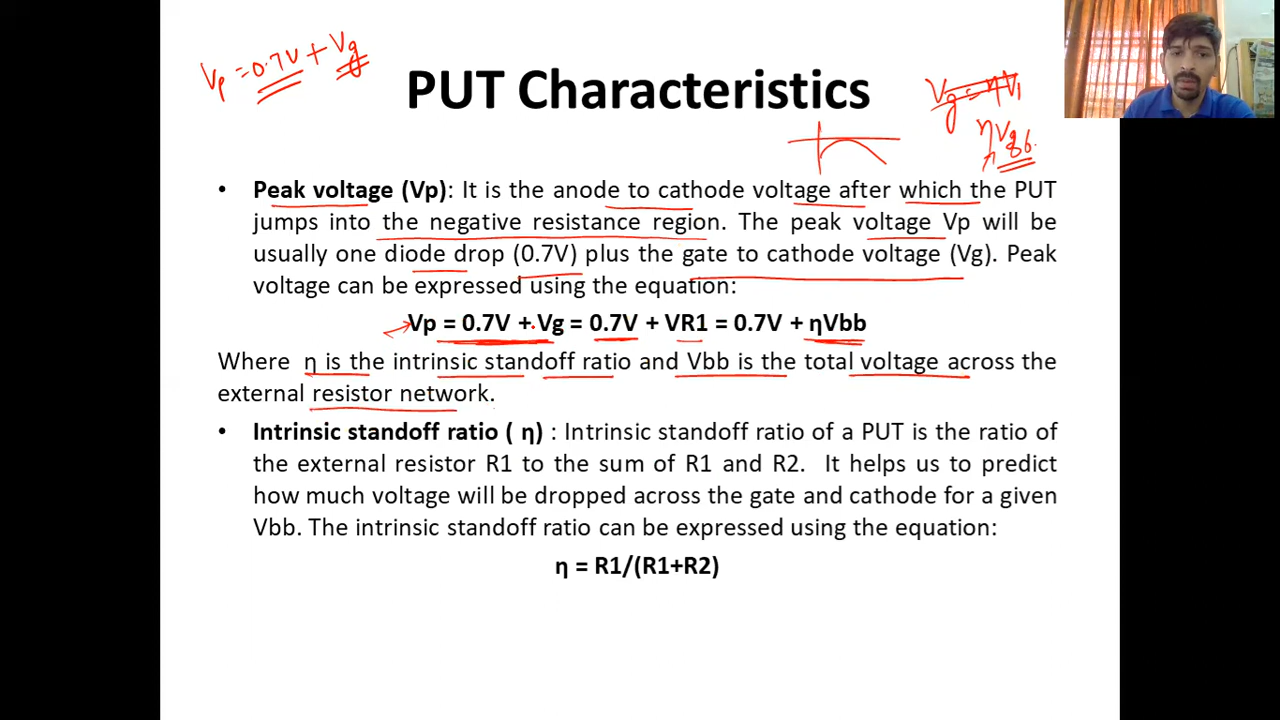 Vp = 0.7V + Vg
PUT Characteristics
Vg = ηV1
ηVBb.
• Peak voltage (Vp): It is the anode to cathode voltage after which the PUT
jumps into the negative resistance region. The peak voltage Vp will be
usually one diode drop (0.7V) plus the gate to cathode voltage (Vg). Peak
voltage can be expressed using the equation:
Vp = 0.7V + Vg = 0.7V + VR1 = 0.7V + ηVbb
Where η is the intrinsic standoff ratio and Vbb is the total voltage across the
external resistor network.
• Intrinsic standoff ratio ( η) : Intrinsic standoff ratio of a PUT is the ratio of
the external resistor R1 to the sum of R1 and R2. It helps us to predict
how much voltage will be dropped across the gate and cathode for a given
Vbb. The intrinsic standoff ratio can be expressed using the equation:
η = R1/(R1+R2)